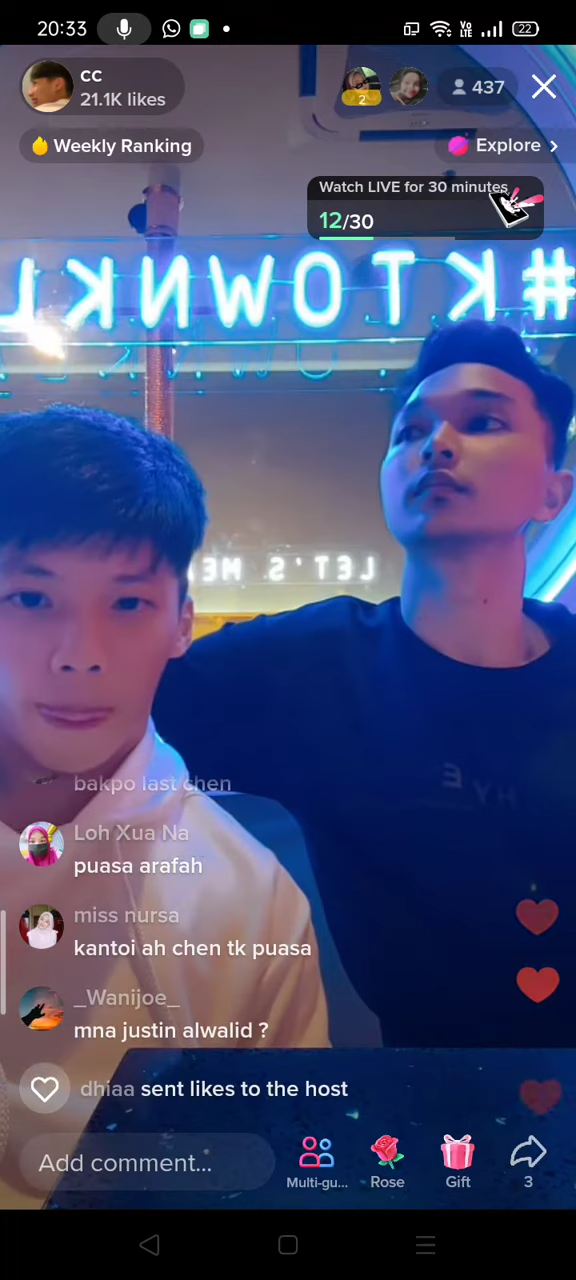 20:33
VoLTE
22
CC
21.1K likes
2
437
Weekly Ranking
Explore
Watch LIVE for 30 minutes
12/30
#KTOWNKL
LET'S ME
bakpo last chen
Loh Xua Na
puasa arafah
miss nursa
kantoi ah chen tk puasa
_Wanijoe_
mna justin alwalid ?
dhiaa sent likes to the host
Add comment...
Multi-gu...
Rose
Gift
3